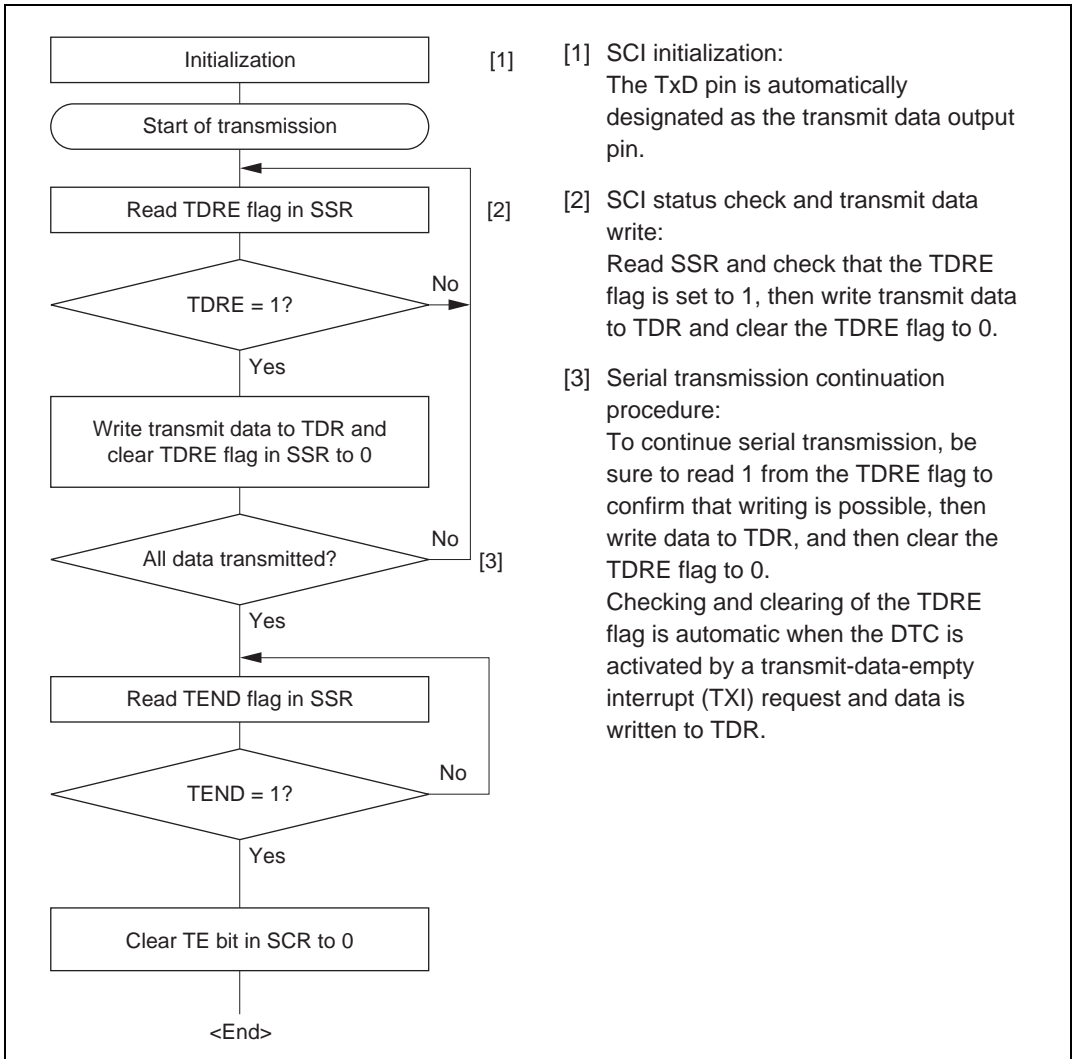 Initialization [1]
Start of transmission
Read TDRE flag in SSR [2]
No
TDRE = 1?
Yes
Write transmit data to TDR and
clear TDRE flag in SSR to 0
No
All data transmitted? [3]
Yes
Read TEND flag in SSR
No
TEND = 1?
Yes
Clear TE bit in SCR to 0
<End>
[1] SCI initialization:
The TxD pin is automatically
designated as the transmit data output
pin.
[2] SCI status check and transmit data
write:
Read SSR and check that the TDRE
flag is set to 1, then write transmit data
to TDR and clear the TDRE flag to 0.
[3] Serial transmission continuation
procedure:
To continue serial transmission, be
sure to read 1 from the TDRE flag to
confirm that writing is possible, then
write data to TDR, and then clear the
TDRE flag to 0.
Checking and clearing of the TDRE
flag is automatic when the DTC is
activated by a transmit-data-empty
interrupt (TXI) request and data is
written to TDR.